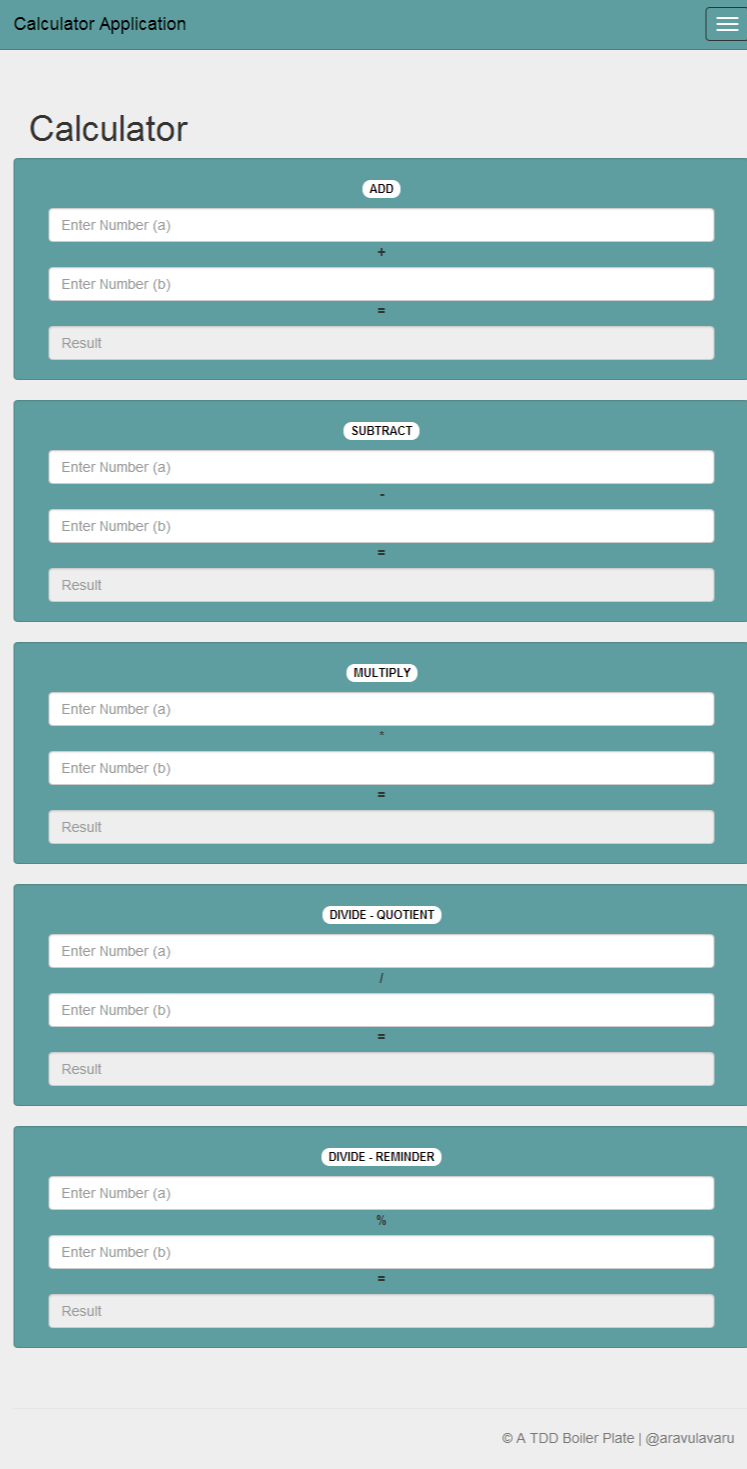 Calculator Application
Calculator
ADD
Enter Number (a)
+
Enter Number (b)
=
Result
SUBTRACT
Enter Number (a)
-
Enter Number (b)
=
Result
MULTIPLY
Enter Number (a)
*
Enter Number (b)
=
Result
DIVIDE - QUOTIENT
Enter Number (a)
/
Enter Number (b)
=
Result
DIVIDE - REMINDER
Enter Number (a)
%
Enter Number (b)
=
Result
© A TDD Boiler Plate | @aravulavaru